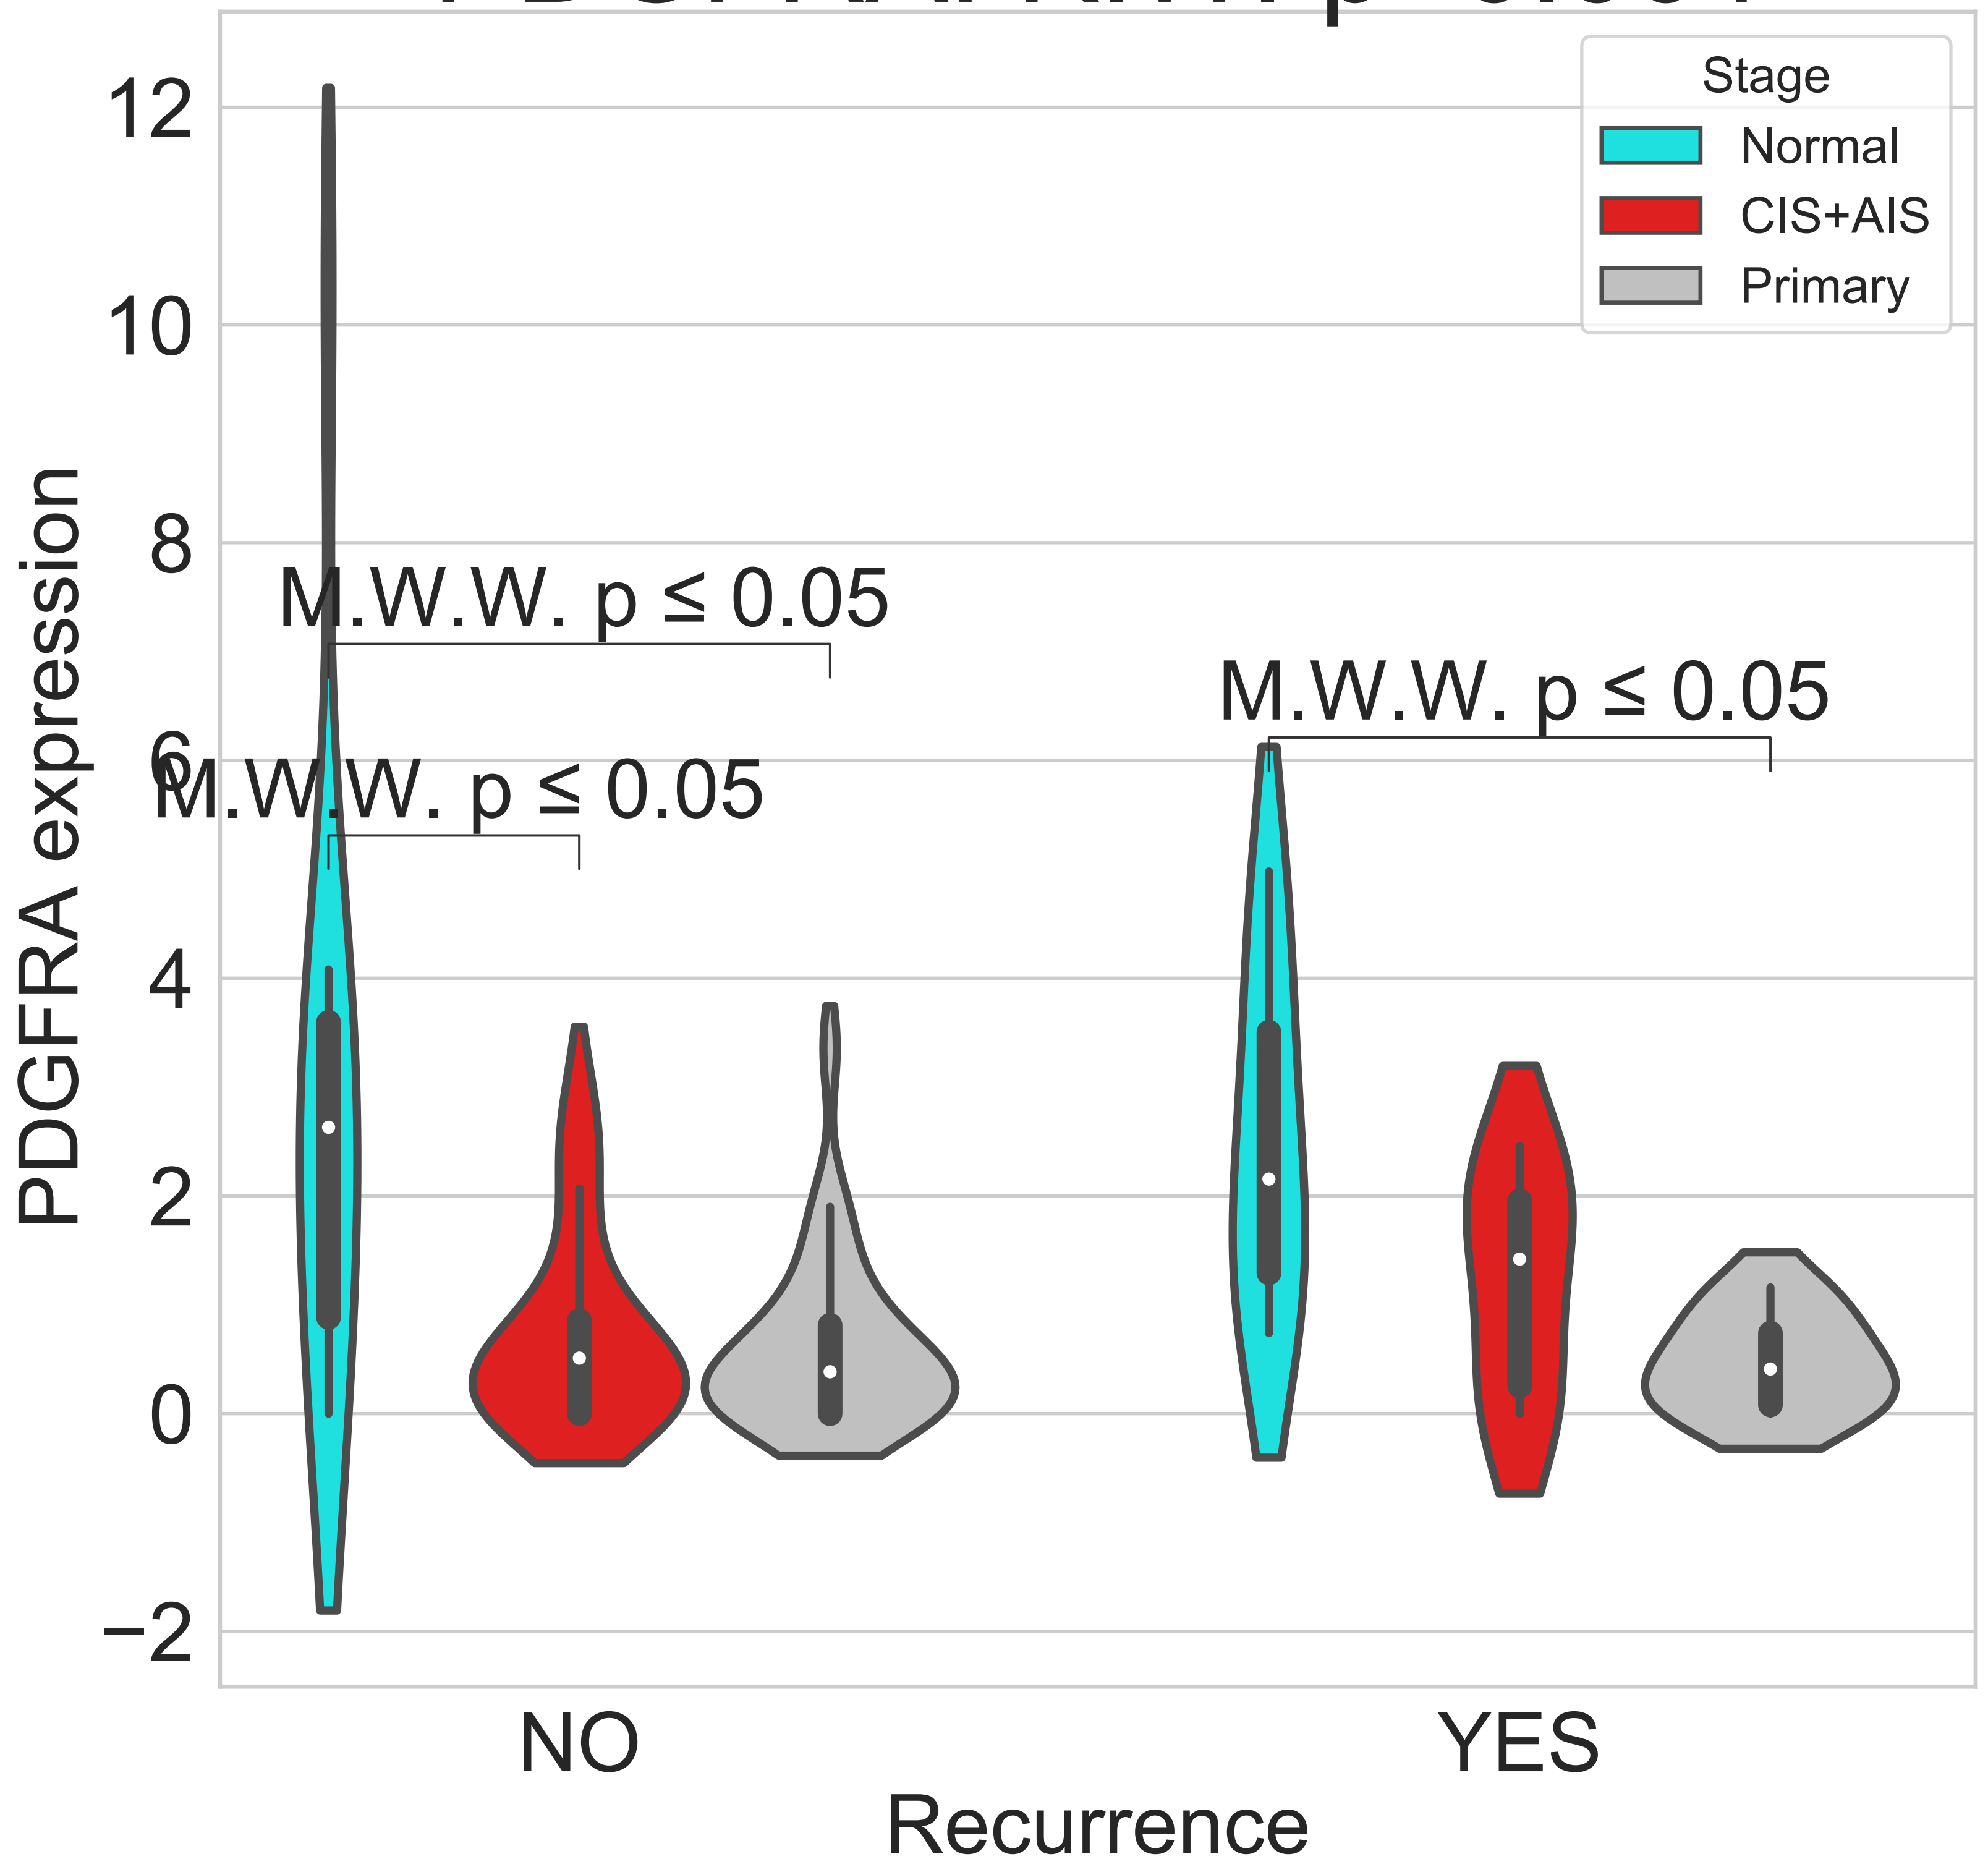 Stage
Normal
CIS+AIS
Primary
12
10
8
6
4
2
0
−2
PDGFRA expression
M.W.W. p ≤ 0.05
M.W.W. p ≤ 0.05
M.W.W. p ≤ 0.05
NO
YES
Recurrence